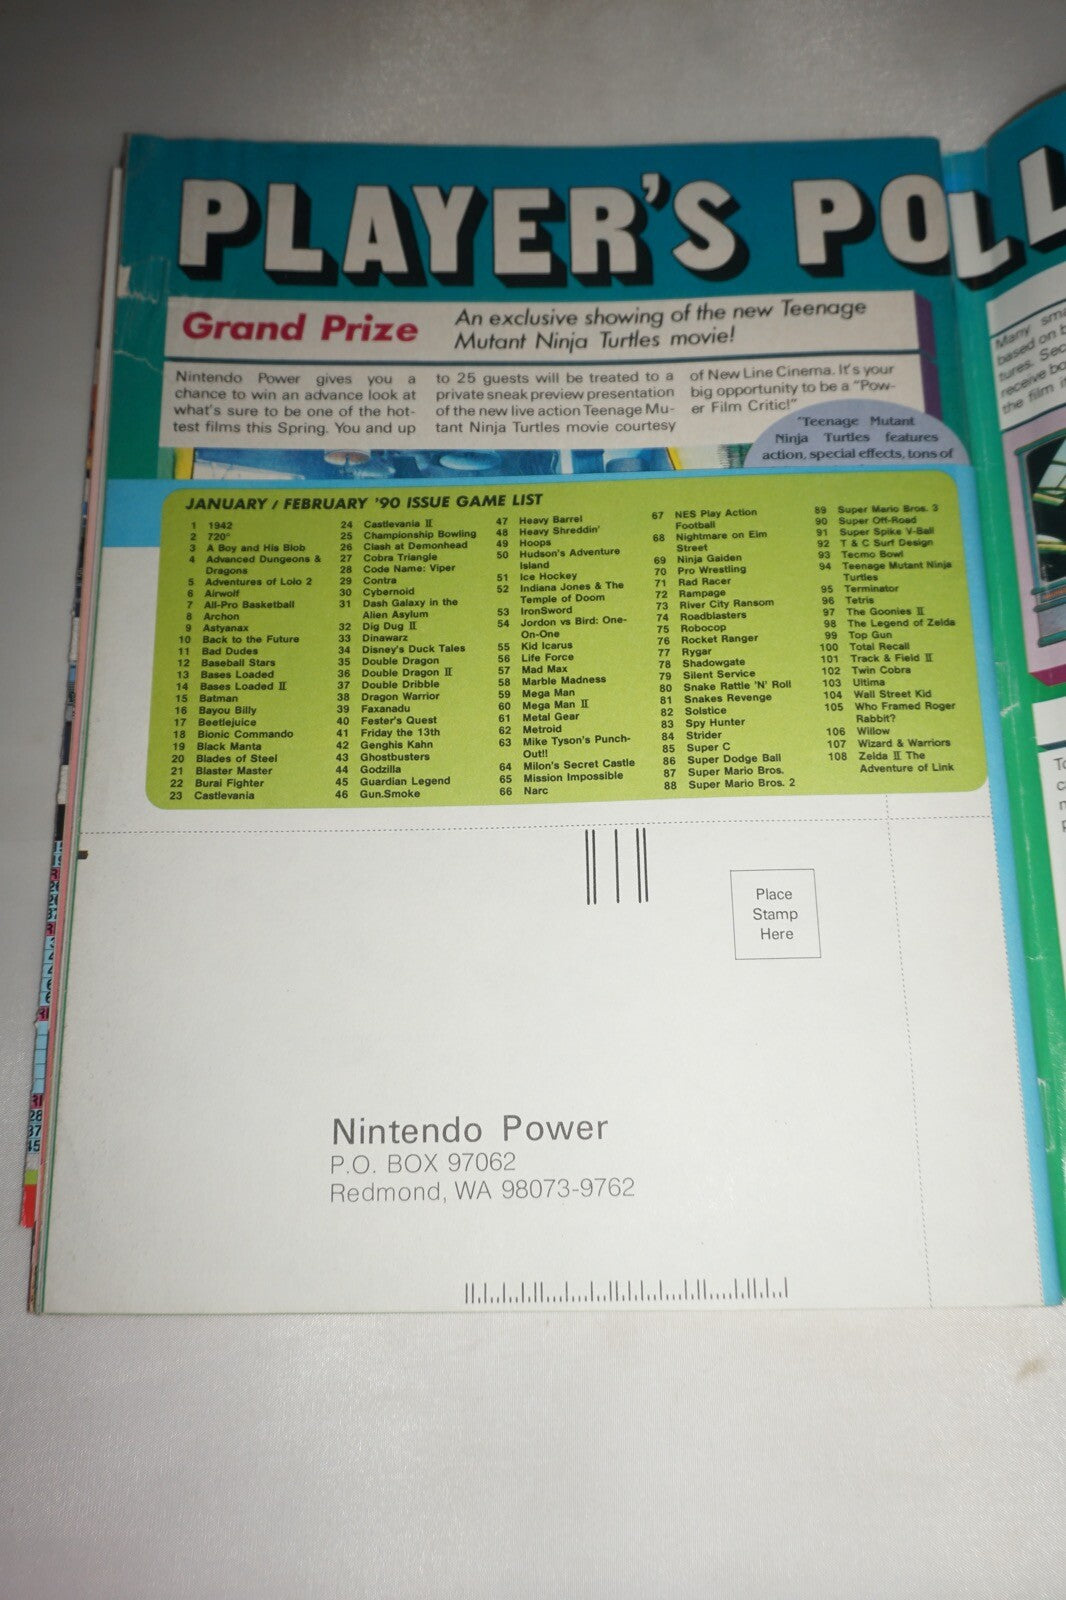 PLAYER'S POLL
Grand Prize
An exclusive showing of the new Teenage
Mutant Ninja Turtles movie!
Nintendo Power gives you a
chance to win an advance look at
what's sure to be one of the hot-
test films this Spring. You and up
to 25 guests will be treated to a
private sneak preview presentation
of the new live action Teenage Mu-
tant Ninja Turtles movie courtesy
of New Line Cinema. It's your
big opportunity to be a "Pow-
er Film Critic!"
"Teenage Mutant
Ninja Turtles features
action, special effects, tons of
JANUARY / FEBRUARY '90 ISSUE GAME LIST
1 1942
2 720°
3 A Boy and His Blob
4 Advanced Dungeons &
Dragons
5 Adventures of Lolo 2
6 Airwolf
7 All-Pro Basketball
8 Archon
9 Astyanax
10 Back to the Future
11 Bad Dudes
12 Baseball Stars
13 Bases Loaded
14 Bases Loaded II
15 Batman
16 Bayou Billy
17 Beetlejuice
18 Bionic Commando
19 Black Manta
20 Blades of Steel
21 Blaster Master
22 Burai Fighter
23 Castlevania
24 Castlevania II
25 Championship Bowling
26 Clash at Demonhead
27 Cobra Triangle
28 Code Name: Viper
29 Contra
30 Cybernoid
31 Dash Galaxy in the
Alien Asylum
32 Dig Dug II
33 Dinawarz
34 Disney's Duck Tales
35 Double Dragon
36 Double Dragon II
37 Double Dribble
38 Dragon Warrior
39 Faxanadu
40 Fester's Quest
41 Friday the 13th
42 Genghis Kahn
43 Ghostbusters
44 Godzilla
45 Guardian Legend
46 Gun.Smoke
47 Heavy Barrel
48 Heavy Shreddin'
49 Hoops
50 Hudson's Adventure
Island
51 Ice Hockey
52 Indiana Jones & The
Temple of Doom
53 IronSword
54 Jordon vs Bird: One-
On-One
55 Kid Icarus
56 Life Force
57 Mad Max
58 Marble Madness
59 Mega Man
60 Mega Man II
61 Metal Gear
62 Metroid
63 Mike Tyson's Punch-
Out!!
64 Milon's Secret Castle
65 Mission Impossible
66 Narc
67 NES Play Action
Football
68 Nightmare on Elm
Street
69 Ninja Gaiden
70 Pro Wrestling
71 Rad Racer
72 Rampage
73 River City Ransom
74 Roadblasters
75 Robocop
76 Rocket Ranger
77 Rygar
78 Shadowgate
79 Silent Service
80 Snake Rattle 'N' Roll
81 Snakes Revenge
82 Solstice
83 Spy Hunter
84 Strider
85 Super C
86 Super Dodge Ball
87 Super Mario Bros.
88 Super Mario Bros. 2
89 Super Mario Bros. 3
90 Super Off-Road
91 Super Spike V-Ball
92 T & C Surf Design
93 Tecmo Bowl
94 Teenage Mutant Ninja
Turtles
95 Terminator
96 Tetris
97 The Goonies II
98 The Legend of Zelda
99 Top Gun
100 Total Recall
101 Track & Field II
102 Twin Cobra
103 Ultima
104 Wall Street Kid
105 Who Framed Roger
Rabbit?
106 Willow
107 Wizard & Warriors
108 Zelda II The
Adventure of Link
Place
Stamp
Here
Nintendo Power
P.O. BOX 97062
Redmond, WA 98073-9762
Many
based on
tures.
receive
the film
28
37
45